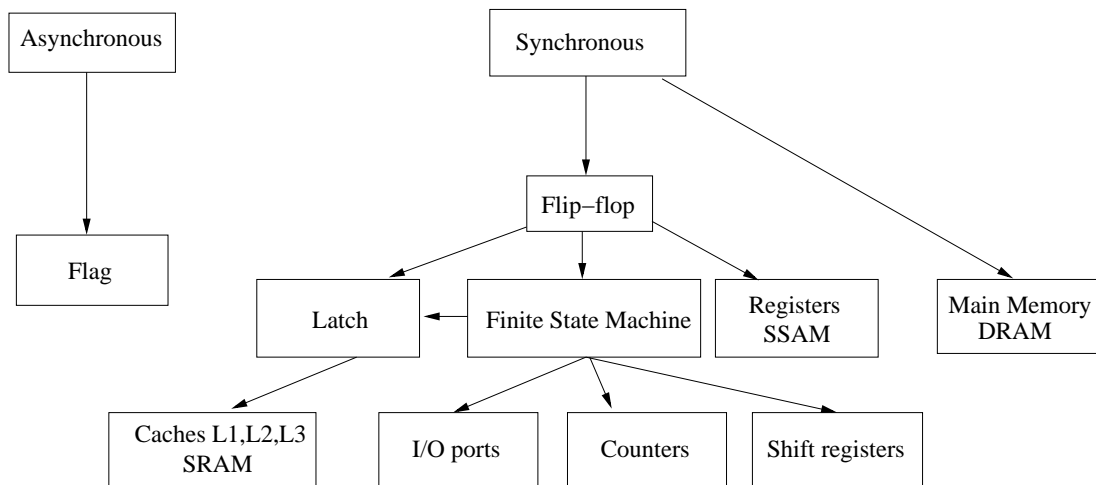 Asynchronous
Synchronous
Flip–flop
Flag
Latch
Finite State Machine
Registers
SSAM
Main Memory
DRAM
Caches L1,L2,L3
SRAM
I/O ports
Counters
Shift registers